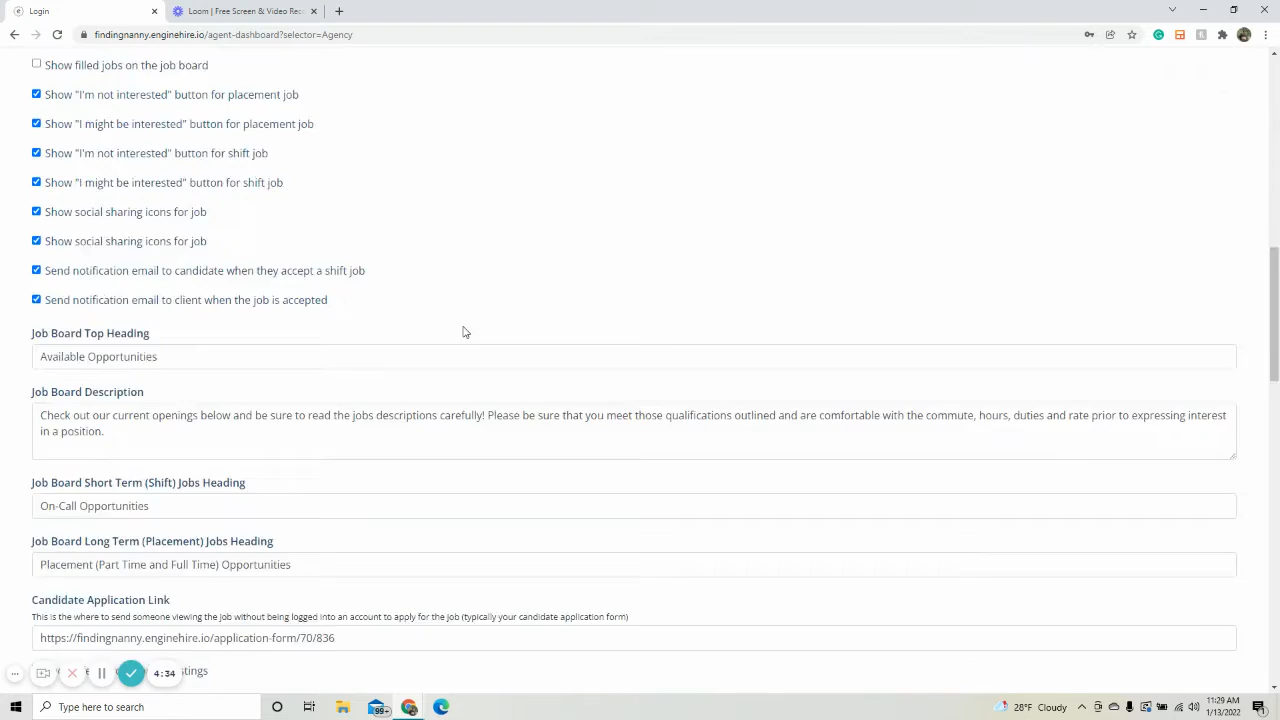 Login
Loom | Free Screen & Video Rec
findingnanny.enginehire.io/agent-dashboard?selector=Agency
Show filled jobs on the job board
Show "I'm not interested" button for placement job
Show "I might be interested" button for placement job
Show "I'm not interested" button for shift job
Show "I might be interested" button for shift job
Show social sharing icons for job
Show social sharing icons for job
Send notification email to candidate when they accept a shift job
Send notification email to client when the job is accepted
Job Board Top Heading
Available Opportunities
Job Board Description
Check out our current openings below and be sure to read the jobs descriptions carefully! Please be sure that you meet those qualifications outlined and are comfortable with the commute, hours, duties and rate prior to expressing interest
in a position.
Job Board Short Term (Shift) Jobs Heading
On-Call Opportunities
Job Board Long Term (Placement) Jobs Heading
Placement (Part Time and Full Time) Opportunities
Candidate Application Link
This is the where to send someone viewing the job without being logged into an account to apply for the job (typically your candidate application form)
https://findingnanny.enginehire.io/application-form/70/836
4:34
Type here to search
99+
28°F Cloudy
11:29 AM
1/13/2022